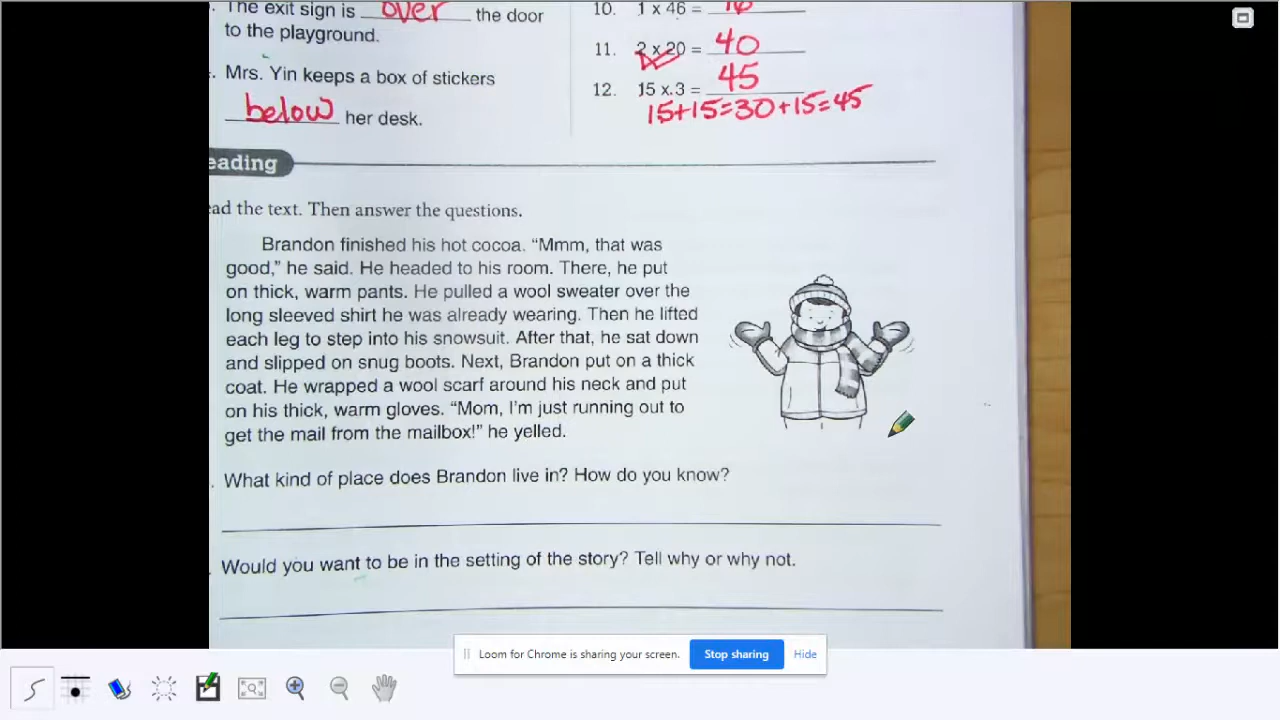 The exit sign is over the door
to the playground.
Mrs. Yin keeps a box of stickers
below her desk.
10. 1 x 46 =
11. 2 x 20 = 40
12. 15 x 3 = 45
15+15=30+15=45
eading
ad the text. Then answer the questions.
Brandon finished his hot cocoa. “Mmm, that was
good,” he said. He headed to his room. There, he put
on thick, warm pants. He pulled a wool sweater over the
long sleeved shirt he was already wearing. Then he lifted
each leg to step into his snowsuit. After that, he sat down
and slipped on snug boots. Next, Brandon put on a thick
coat. He wrapped a wool scarf around his neck and put
on his thick, warm gloves. “Mom, I’m just running out to
get the mail from the mailbox!” he yelled.
What kind of place does Brandon live in? How do you know?
Would you want to be in the setting of the story? Tell why or why not.
Loom for Chrome is sharing your screen. Stop sharing Hide